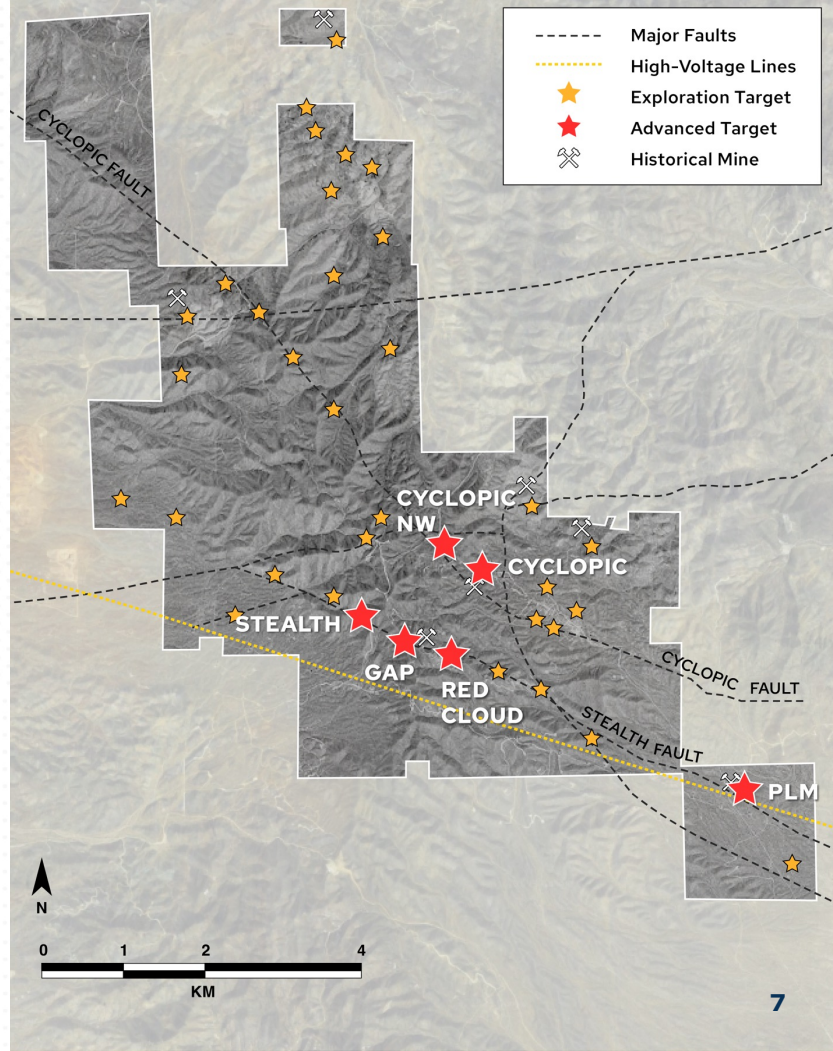 Major Faults
High-Voltage Lines
Exploration Target
Advanced Target
Historical Mine
CYCLOPIC FAULT
CYCLOPIC
NW
CYCLOPIC
STEALTH
GAP
RED
CLOUD
CYCLOPIC FAULT
STEALTH FAULT
PLM
N
0 1 2 4
KM
7